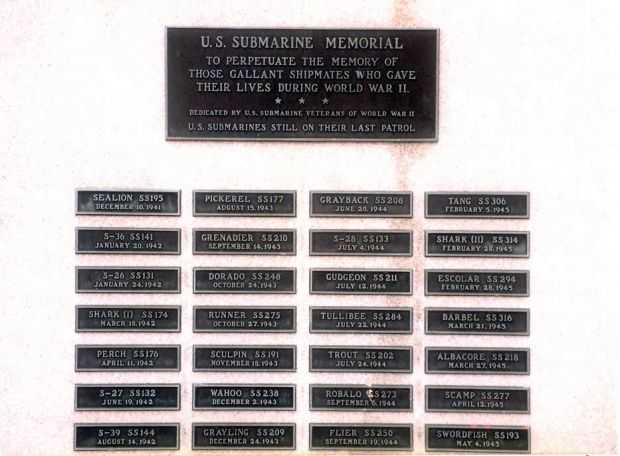 U.S. SUBMARINE MEMORIAL
TO PERPETUATE THE MEMORY OF
THOSE GALLANT SHIPMATES WHO GAVE
THEIR LIVES DURING WORLD WAR II.
★ ★ ★
DEDICATED BY U.S. SUBMARINE VETERANS OF WORLD WAR II
U.S. SUBMARINES STILL ON THEIR LAST PATROL
SEALION SS195
DECEMBER 10, 1941
S-36 SS141
JANUARY 20, 1942
S-26 SS131
JANUARY 24, 1942
SHARK (I) SS174
MARCH 18, 1942
PERCH SS176
APRIL 11, 1942
S-27 SS132
JUNE 19, 1942
S-39 SS144
AUGUST 14, 1942
PICKEREL SS177
AUGUST 15, 1943
GRENADIER SS210
SEPTEMBER 14, 1943
DORADO SS248
OCTOBER 24, 1943
RUNNER SS275
OCTOBER 27, 1943
SCULPIN SS191
NOVEMBER 18, 1943
WAHOO SS238
DECEMBER 2, 1943
GRAYLING SS209
DECEMBER 24, 1943
GRAYBACK SS208
JUNE 20, 1944
S-28 SS133
JULY 4, 1944
GUDGEON SS211
JULY 12, 1944
TULLIBEE SS284
JULY 22, 1944
TROUT SS202
JULY 24, 1944
ROBALO SS273
SEPTEMBER 6, 1944
FLIER SS250
SEPTEMBER 19, 1944
TANG SS306
FEBRUARY 5, 1945
SHARK (II) SS314
FEBRUARY 28, 1945
ESCOLAR SS294
FEBRUARY 28, 1945
BARBEL SS316
MARCH 21, 1945
ALBACORE SS218
MARCH 27, 1945
SCAMP SS277
APRIL 12, 1945
SWORDFISH SS193
MAY 4, 1945